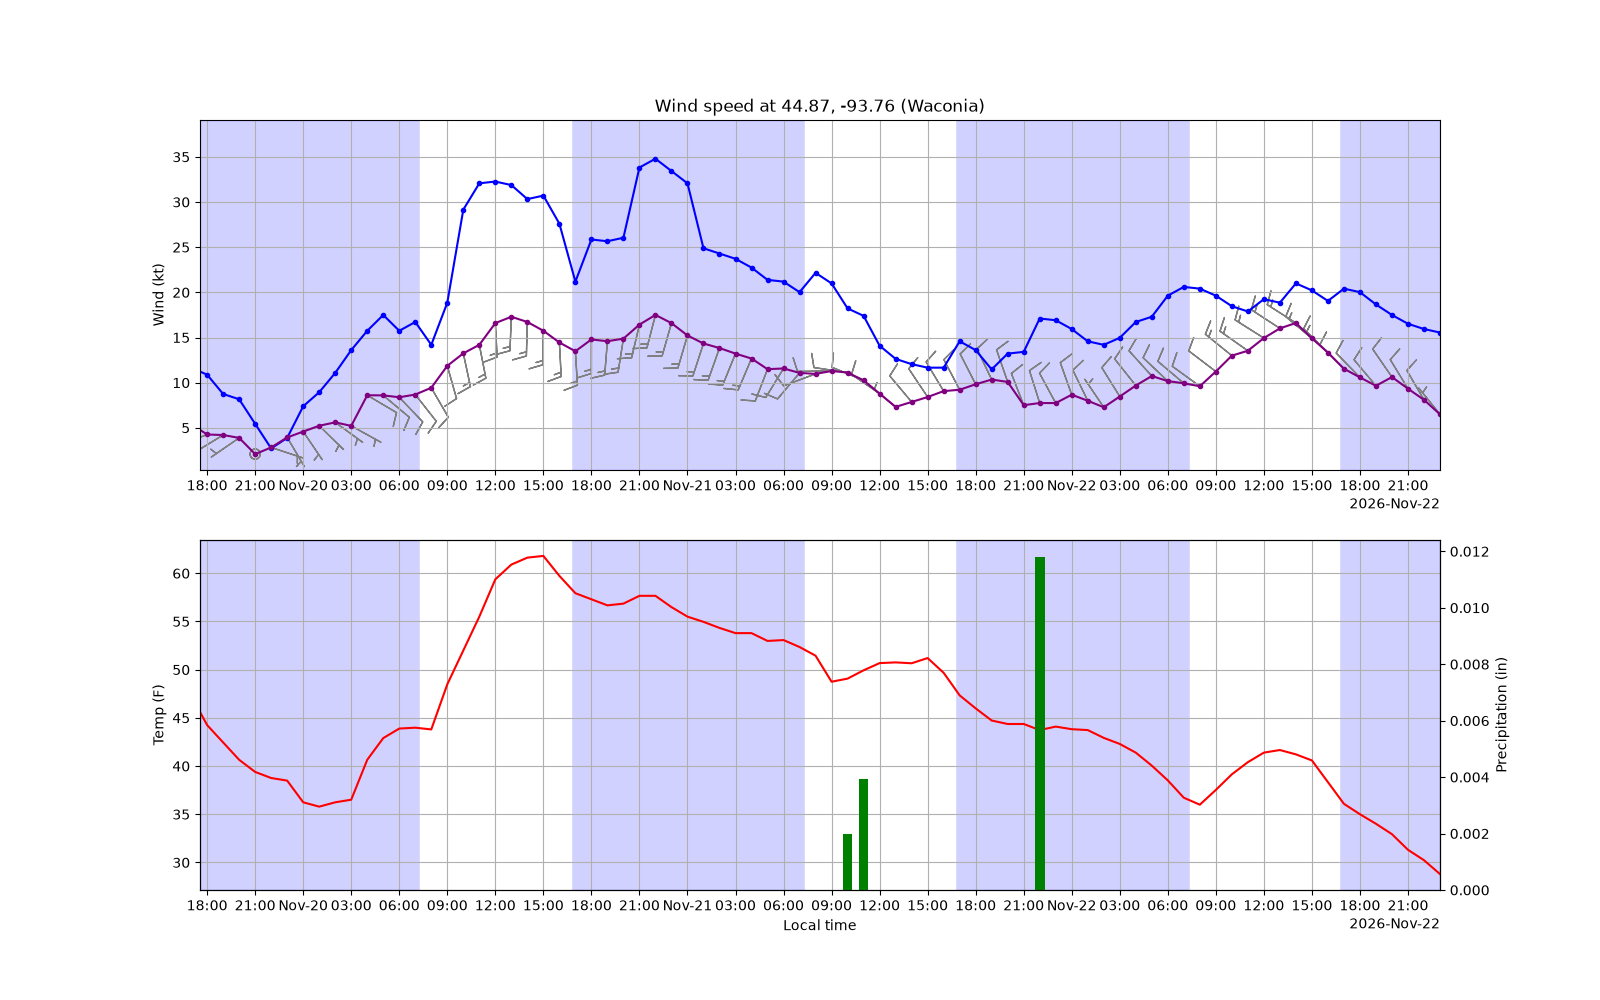 Wind speed at 44.87, -93.76 (Waconia)
35
30
25
20
15
10
5
Wind (kt)
18:00 21:00 Nov-20 03:00 06:00 09:00 12:00 15:00 18:00 21:00 Nov-21 03:00 06:00 09:00 12:00 15:00 18:00 21:00 Nov-22 03:00 06:00 09:00 12:00 15:00 18:00 21:00
2026-Nov-22
60
55
50
45
40
35
30
Temp (F)
0.012
0.010
0.008
0.006
0.004
0.002
0.000
Precipitation (in)
18:00 21:00 Nov-20 03:00 06:00 09:00 12:00 15:00 18:00 21:00 Nov-21 03:00 06:00 09:00 12:00 15:00 18:00 21:00 Nov-22 03:00 06:00 09:00 12:00 15:00 18:00 21:00
Local time
2026-Nov-22